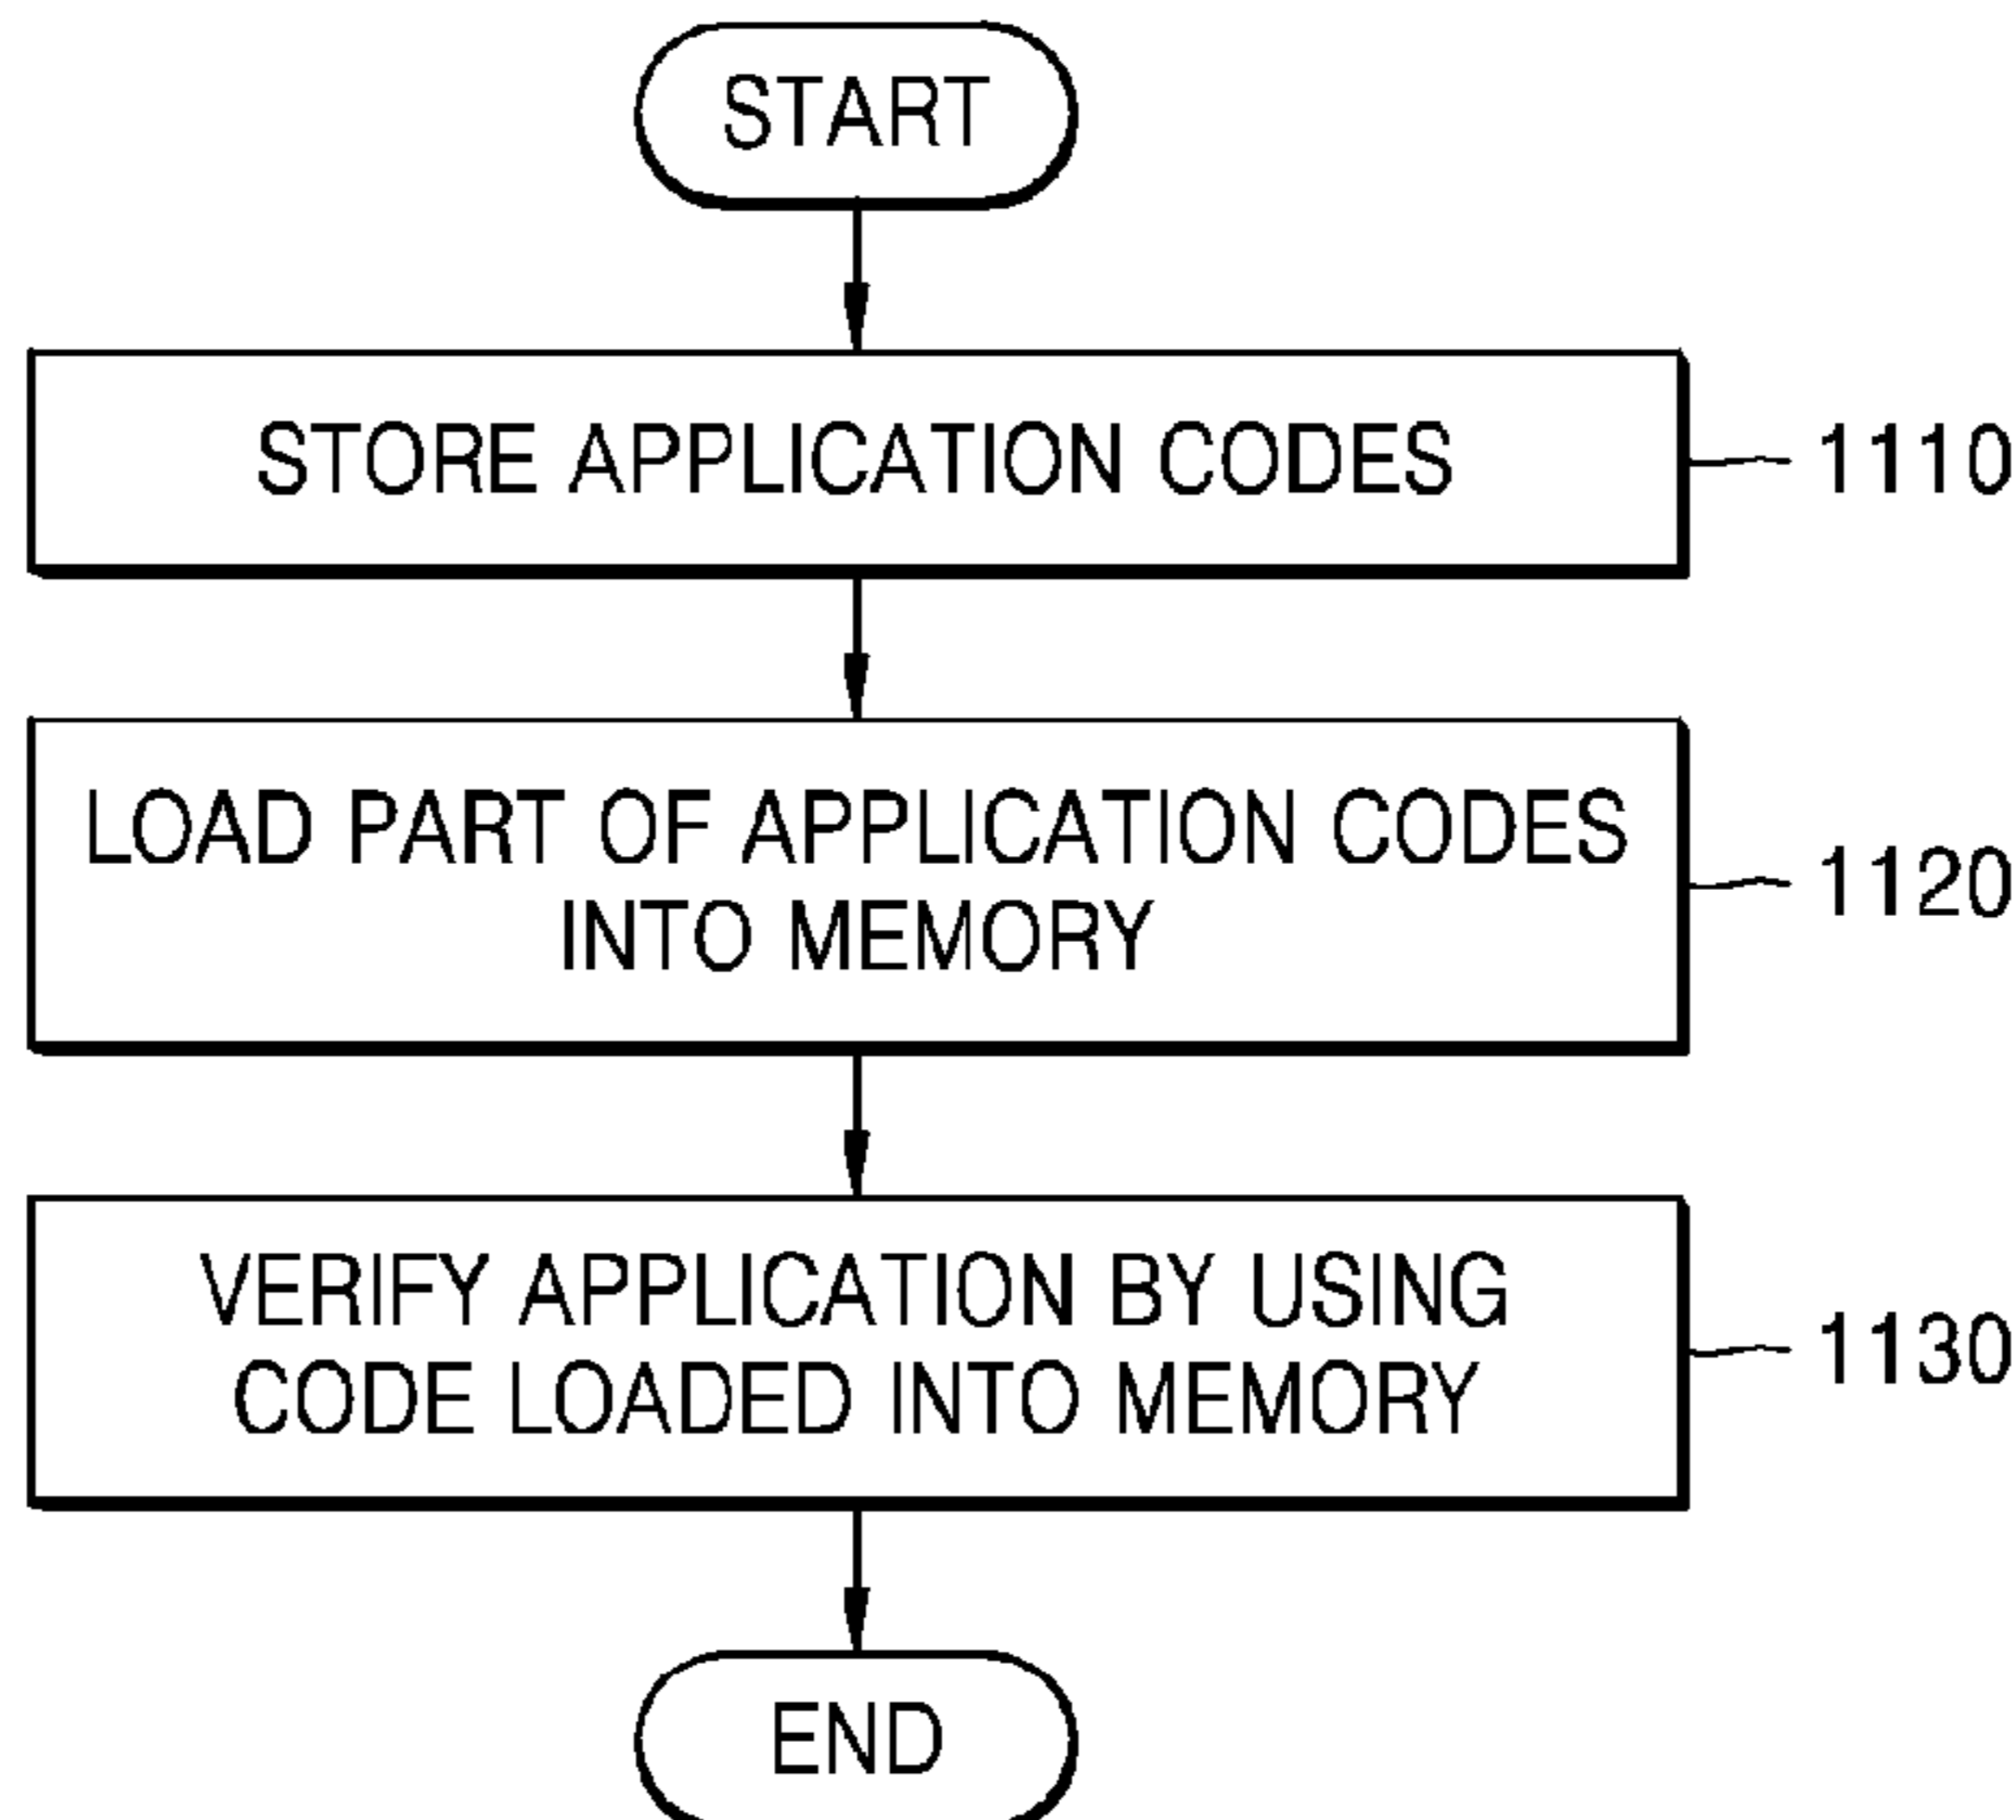 START
STORE APPLICATION CODES
1110
LOAD PART OF APPLICATION CODES
INTO MEMORY
1120
VERIFY APPLICATION BY USING
CODE LOADED INTO MEMORY
1130
END